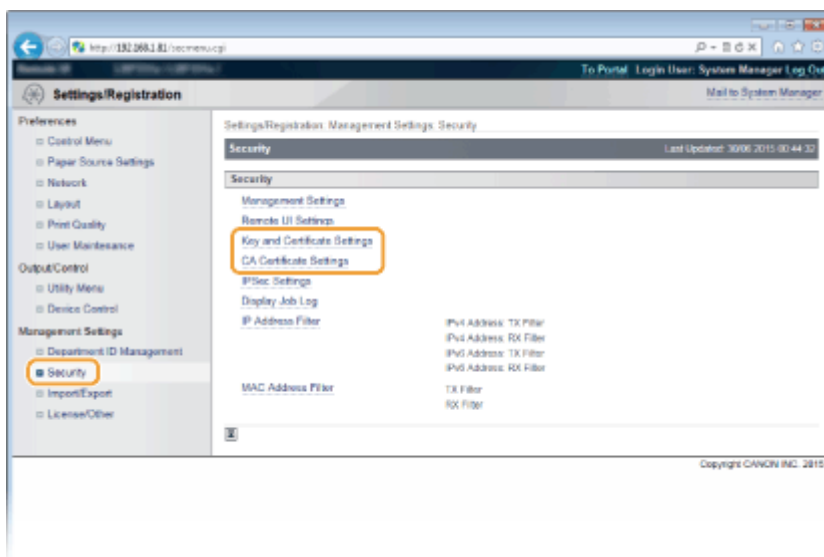 http://192.168.1.81/secmenu.cgi
To Portal Login User: System Manager Log Ou
Settings/Registration
Mail to System Manager
Preferences
Control Menu
Paper Source Settings
Network
Layout
Print Quality
User Maintenance
Output/Control
Utility Menu
Device Control
Management Settings
Department ID Management
Security
Import/Export
License/Other
Settings/Registration: Management Settings: Security
Security
Last Updated: 30/06 2015 00:44:32
Security
Management Settings
Remote UI Settings
Key and Certificate Settings
CA Certificate Settings
IPSec Settings
Display Job Log
IP Address Filter
IPv4 Address: TX Filter
IPv4 Address: RX Filter
IPv6 Address: TX Filter
IPv6 Address: RX Filter
MAC Address Filter
TX Filter
RX Filter
Copyright CANON INC. 2015